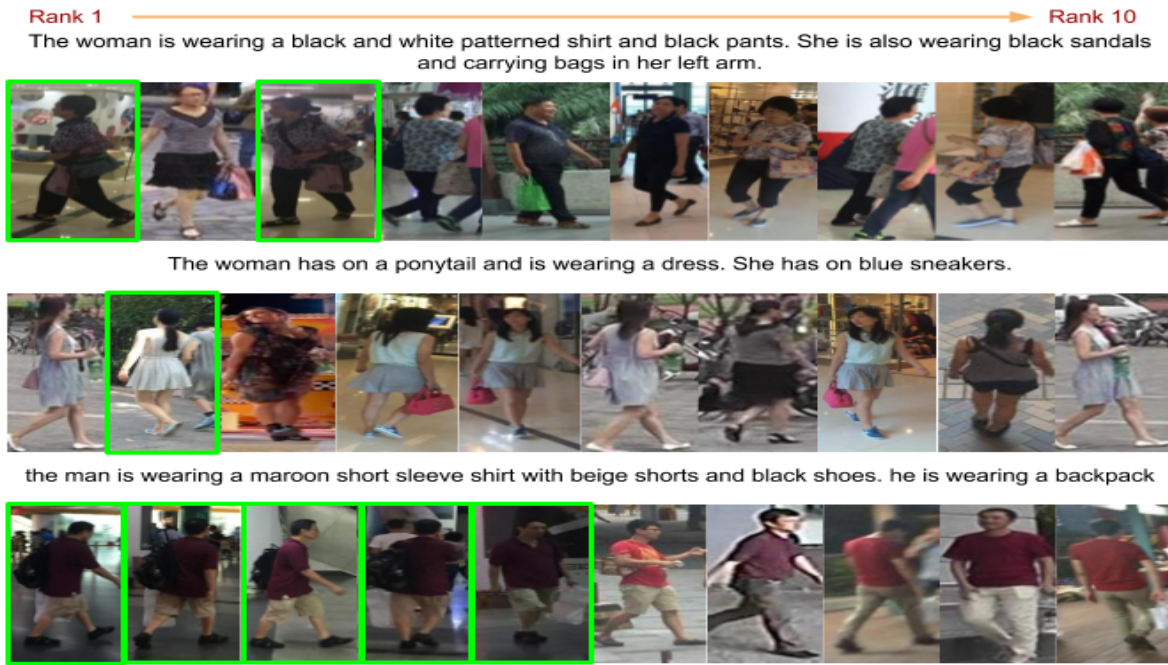 Rank 1
Rank 10
The woman is wearing a black and white patterned shirt and black pants. She is also wearing black sandals
and carrying bags in her left arm.
The woman has on a ponytail and is wearing a dress. She has on blue sneakers.
the man is wearing a maroon short sleeve shirt with beige shorts and black shoes. he is wearing a backpack